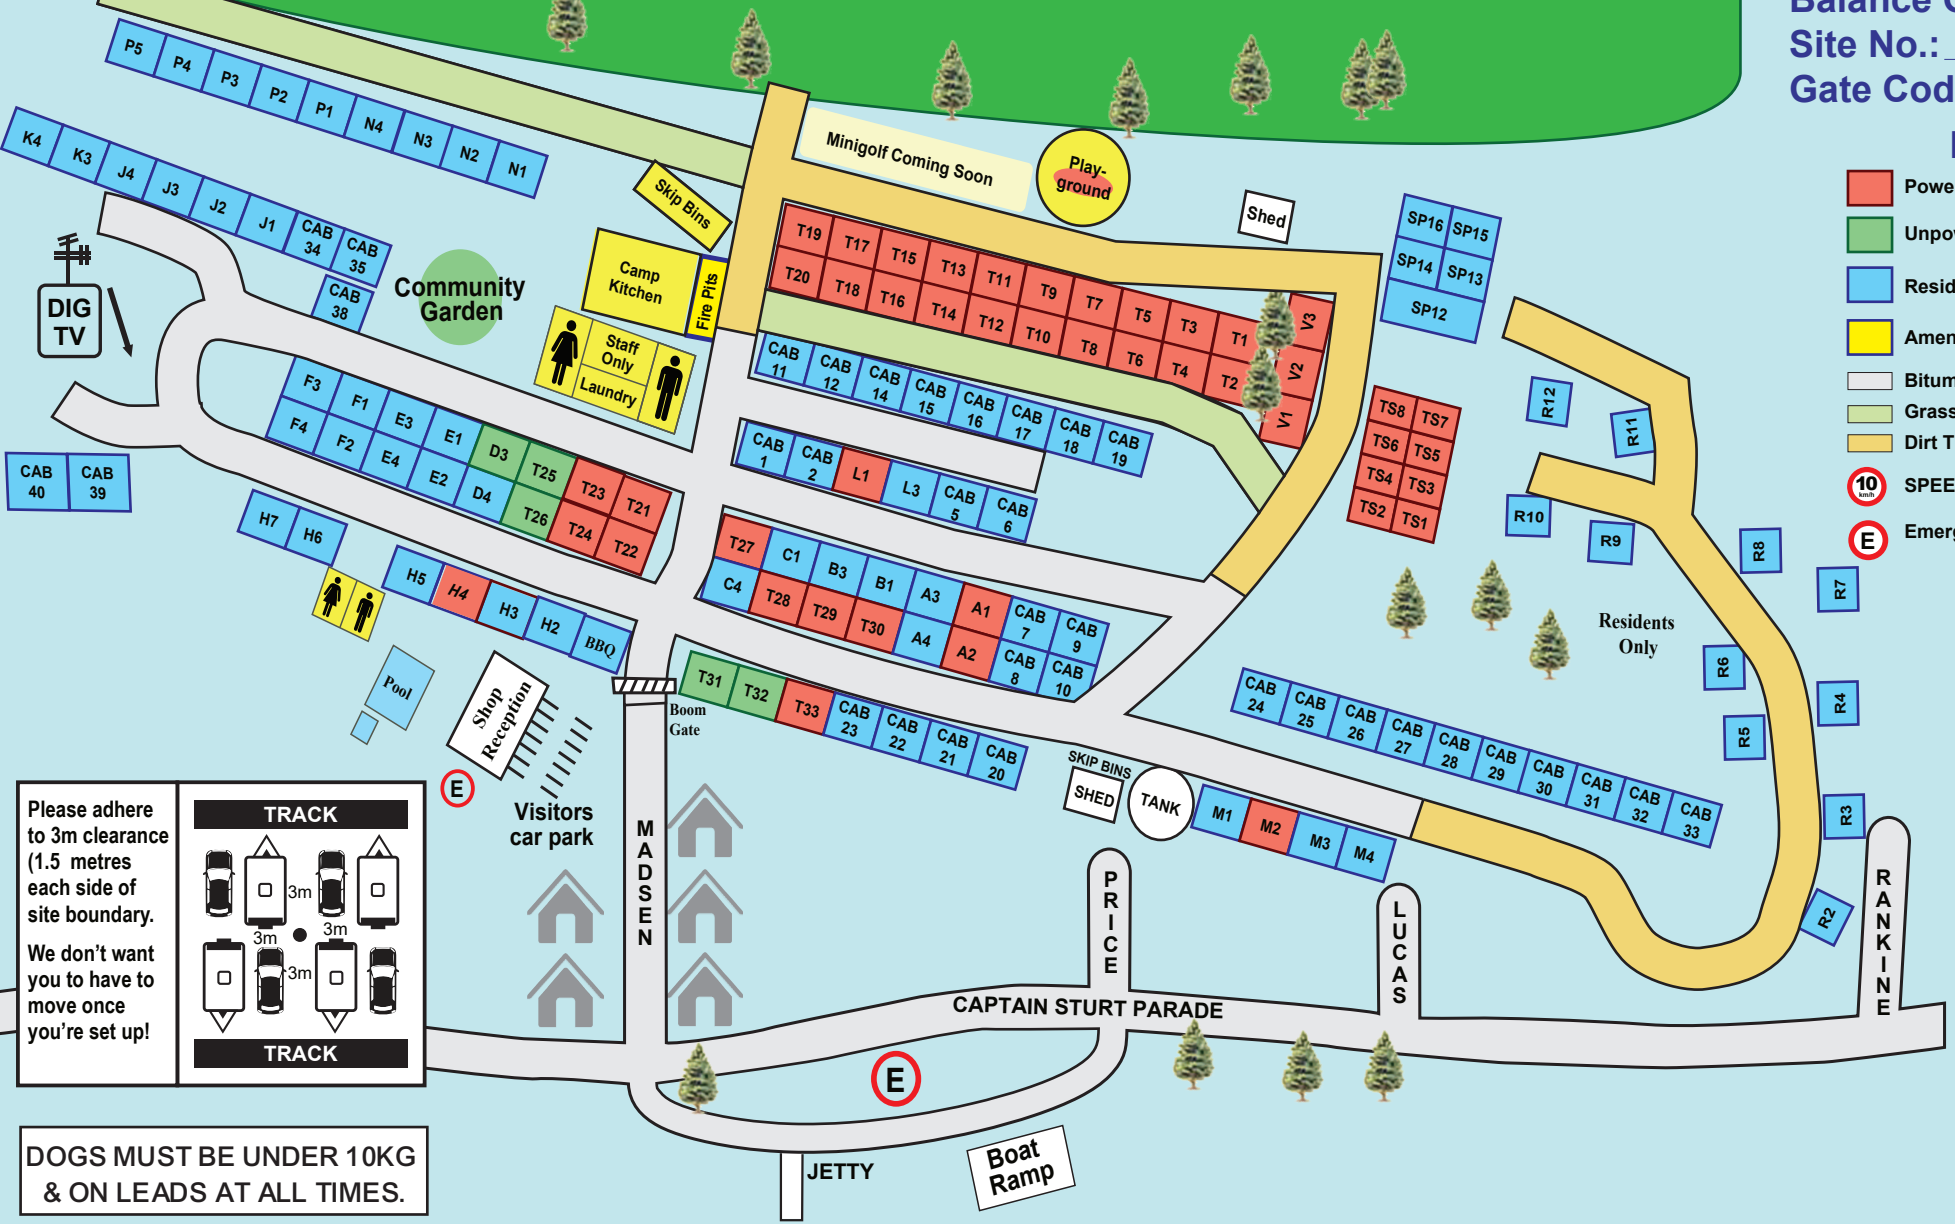 Site No.: _
P5
P4
P3
P2
P1
N4
N3
N2
N1
K4
K3
J4
J3
J2
J1
CAB
34
CAB
35
CAB
38
DIG
TV
Community
Garden
Skip Bins
Camp
Kitchen
Fire Pits
Staff
Only
Laundry
Minigolf Coming Soon
Play-
ground
Shed
T19
T17
T15
T13
T11
T9
T7
T5
T3
T1
T20
T18
T16
T14
T12
T10
T8
T6
T4
T2
V3
V2
V1
SP16
SP15
SP14
SP13
SP12
TS8
TS7
TS6
TS5
TS4
TS3
TS2
TS1
CAB
11
CAB
12
CAB
14
CAB
15
CAB
16
CAB
17
CAB
18
CAB
19
CAB
1
CAB
2
L1
L3
CAB
5
CAB
6
F3
F1
E3
E1
D3
T25
T23
T21
F4
F2
E4
E2
D4
T26
T24
T22
CAB
40
CAB
39
H7
H6
H5
H4
H3
H2
BBQ
T27
C1
B3
B1
A3
A1
CAB
7
CAB
9
C4
T28
T29
T30
A4
A2
CAB
8
CAB
10
T31
T32
T33
CAB
23
CAB
22
CAB
21
CAB
20
Pool
Shop
Reception
Boom
Gate
E
Visitors
car park
SKIP BINS
SHED
TANK
M1
M2
M3
M4
CAB
24
CAB
25
CAB
26
CAB
27
CAB
28
CAB
29
CAB
30
CAB
31
CAB
32
CAB
33
R12
R11
R10
R9
R8
R7
R6
R5
R4
R3
R2
Residents
Only
10
km/h
E
Please adhere
to 3m clearance
(1.5 metres
each side of
site boundary.
We don't want
you to have to
move once
you're set up!
TRACK
3m
3m
3m
3m
TRACK
MADSEN
PRICE
LUCAS
RANKINE
CAPTAIN STURT PARADE
E
JETTY
Boat
Ramp
DOGS MUST BE UNDER 10KG
& ON LEADS AT ALL TIMES.